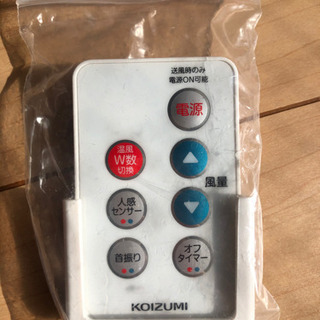 送風時のみ
電源ON可能
電源
温風
W数
切換
風量
人感
センサー
首振り
オフ
タイマー
KOIZUMI